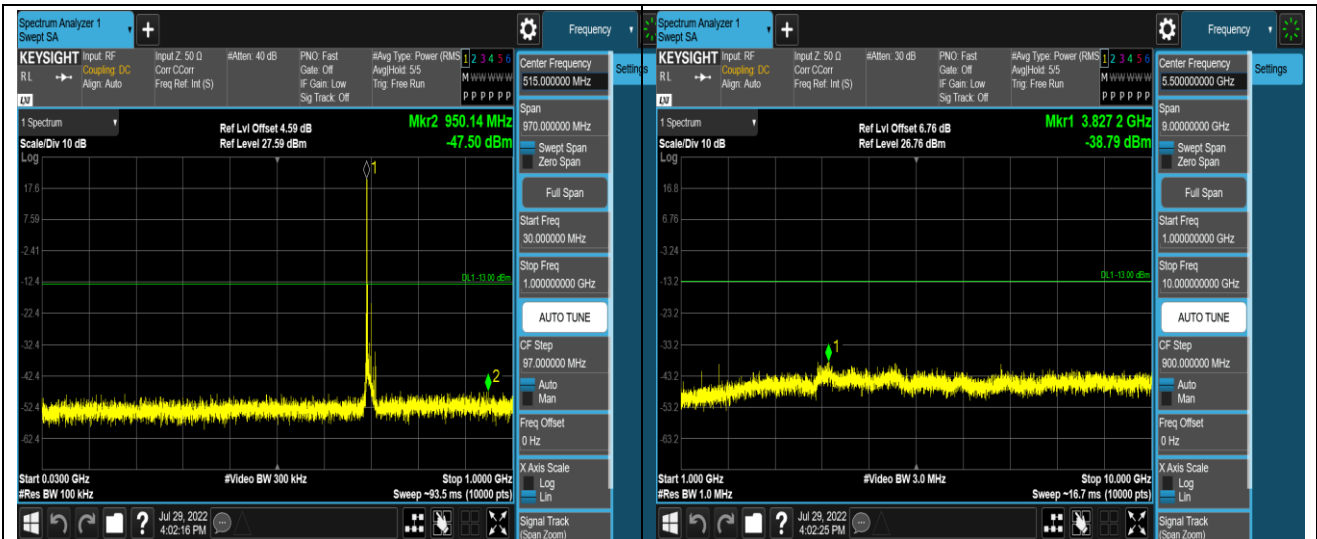 Spectrum Analyzer 1
Swept SA
+
Frequency
KEYSIGHT
RL
LXI
Input: RF
Coupling: DC
Align: Auto
Input Z: 50 Ω
Corr CCorr
Freq Ref: Int (S)
#Atten: 40 dB
PNO: Fast
Gate: Off
IF Gain: Low
Sig Track: Off
#Avg Type: Power (RMS
Avg|Hold: 5/5
Trig: Free Run
1 2 3 4 5 6
M W W W W W
P P P P P P
Settings
1 Spectrum
Scale/Div 10 dB
Log
Ref Lvl Offset 4.59 dB
Ref Level 27.59 dBm
Mkr2 950.14 MHz
-47.50 dBm
1
17.6
7.59
-2.41
-12.4
DL1 -13.00 dBm
-22.4
-32.4
-42.4
2
-52.4
-62.4
Start 0.0300 GHz
#Res BW 100 kHz
#Video BW 300 kHz
Stop 1.0000 GHz
Sweep ~93.5 ms (10000 pts)
Center Frequency
515.000000 MHz
Span
970.000000 MHz
Swept Span
Zero Span
Full Span
Start Freq
30.000000 MHz
Stop Freq
1.000000000 GHz
AUTO TUNE
CF Step
97.000000 MHz
Auto
Man
Freq Offset
0 Hz
X Axis Scale
Log
Lin
Signal Track
(Span Zoom)
?
Jul 29, 2022
4:02:16 PM
Spectrum Analyzer 1
Swept SA
+
Frequency
KEYSIGHT
RL
LXI
Input: RF
Coupling: DC
Align: Auto
Input Z: 50 Ω
Corr CCorr
Freq Ref: Int (S)
#Atten: 30 dB
PNO: Fast
Gate: Off
IF Gain: Low
Sig Track: Off
#Avg Type: Power (RMS
Avg|Hold: 5/5
Trig: Free Run
1 2 3 4 5 6
M W W W W W
P P P P P P
Settings
1 Spectrum
Scale/Div 10 dB
Log
Ref Lvl Offset 6.76 dB
Ref Level 26.76 dBm
Mkr1 3.827 2 GHz
-38.79 dBm
16.8
6.76
-3.24
-13.2
DL1 -13.00 dBm
-23.2
-33.2
1
-43.2
-53.2
-63.2
Start 1.000 GHz
#Res BW 1.0 MHz
#Video BW 3.0 MHz
Stop 10.000 GHz
Sweep ~16.7 ms (10000 pts)
Center Frequency
5.500000000 GHz
Span
9.00000000 GHz
Swept Span
Zero Span
Full Span
Start Freq
1.000000000 GHz
Stop Freq
10.000000000 GHz
AUTO TUNE
CF Step
900.000000 MHz
Auto
Man
Freq Offset
0 Hz
X Axis Scale
Log
Lin
Signal Track
(Span Zoom)
?
Jul 29, 2022
4:02:25 PM